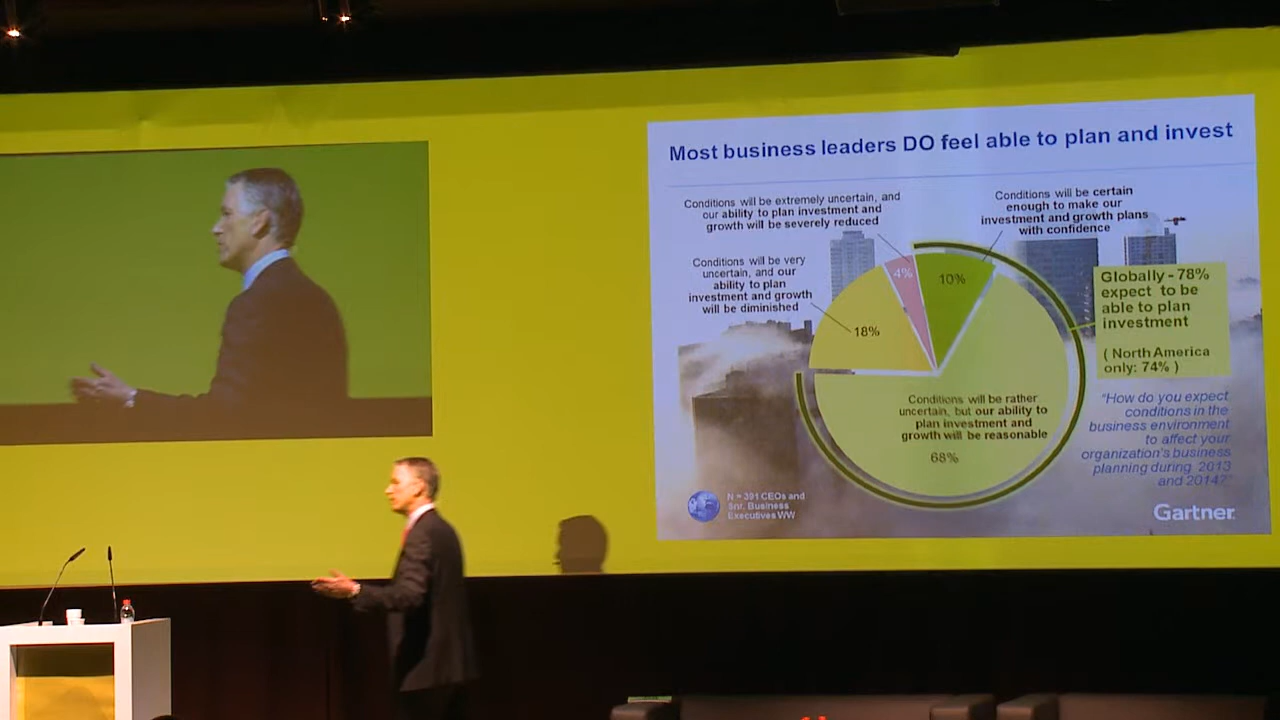 Most business leaders DO feel able to plan and invest
Conditions will be extremely uncertain, and
our ability to plan investment and
growth will be severely reduced
Conditions will be certain
enough to make our
investment and growth plans
with confidence
Conditions will be very
uncertain, and our
ability to plan
investment and growth
will be diminished
4%
10%
18%
Globally - 78%
expect to be
able to plan
investment
( North America
only: 74% )
Conditions will be rather
uncertain, but our ability to
plan investment and
growth will be reasonable
68%
"How do you expect
conditions in the
business environment
to affect your
organization's business
planning during 2013
and 2014?"
N = 391 CEOs and
Snr. Business
Executives WW
Gartner